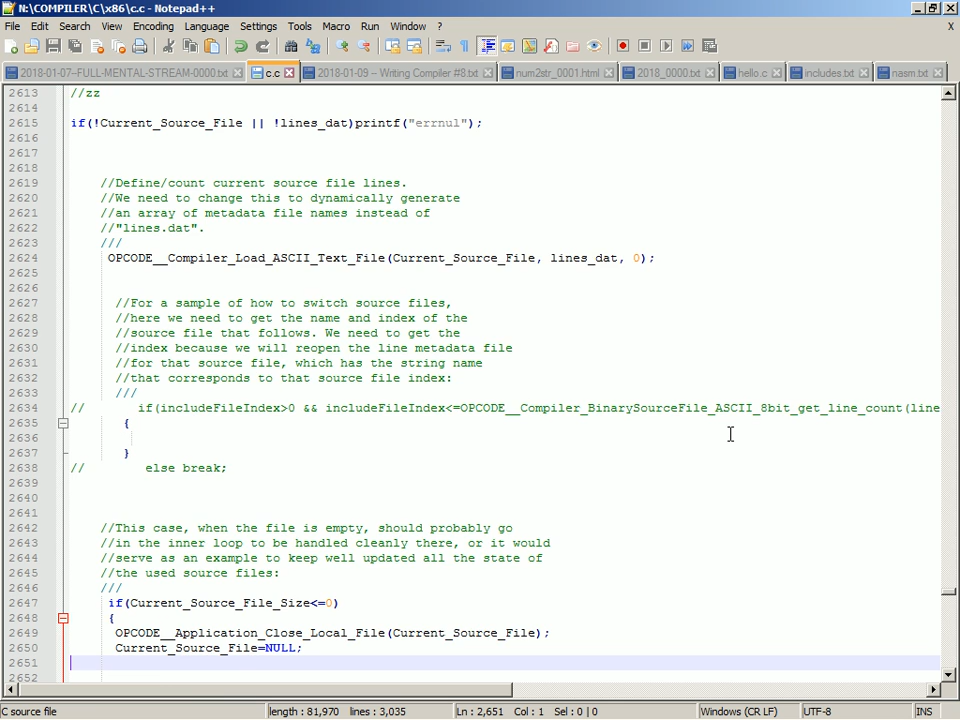 N:\COMPILER\C\x86\c.c - Notepad++
File Edit Search View Encoding Language Settings Tools Macro Run Window ? X
2018-01-07–FULL-MENTAL-STREAM-0000.txt c.c 2018-01-09 – Writing Compiler #8.txt num2str_0001.html 2018_0000.txt hello.c includes.txt nasm.txt
2613 //zz
2614
2615 if(!Current_Source_File || !lines_dat)printf("errnul");
2616
2617
2618
2619 //Define/count current source file lines.
2620 //We need to change this to dynamically generate
2621 //an array of metadata file names instead of
2622 //"lines.dat".
2623 ///
2624 OPCODE__Compiler_Load_ASCII_Text_File(Current_Source_File, lines_dat, 0);
2625
2626
2627 //For a sample of how to switch source files,
2628 //here we need to get the name and index of the
2629 //source file that follows. We need to get the
2630 //index because we will reopen the line metadata file
2631 //for that source file, which has the string name
2632 //that corresponds to that source file index:
2633 ///
2634 // if(includeFileIndex>0 && includeFileIndex<=OPCODE__Compiler_BinarySourceFile_ASCII_8bit_get_line_count(line
2635 {
2636
2637 }
2638 // else break;
2639
2640
2641
2642 //This case, when the file is empty, should probably go
2643 //in the inner loop to be handled cleanly there, or it would
2644 //serve as an example to keep well updated all the state of
2645 //the used source files:
2646 ///
2647 if(Current_Source_File_Size<=0)
2648 {
2649 OPCODE__Application_Close_Local_File(Current_Source_File);
2650 Current_Source_File=NULL;
2651
2652
C source file length : 81,970 lines : 3,035 Ln : 2,651 Col : 1 Sel : 0 | 0 Windows (CR LF) UTF-8 INS